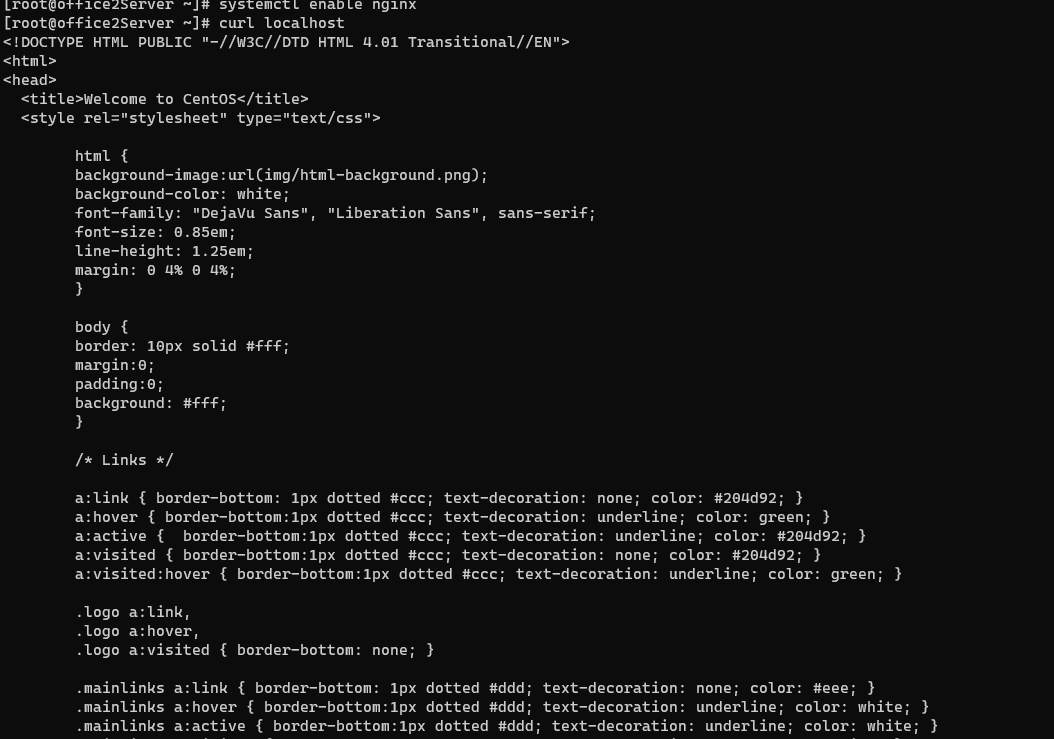 [root@office2Server ~]# systemctl enable nginx
[root@office2Server ~]# curl localhost
<!DOCTYPE HTML PUBLIC "-//W3C//DTD HTML 4.01 Transitional//EN">
<html>
<head>
  <title>Welcome to CentOS</title>
  <style rel="stylesheet" type="text/css">

        html {
        background-image:url(img/html-background.png);
        background-color: white;
        font-family: "DejaVu Sans", "Liberation Sans", sans-serif;
        font-size: 0.85em;
        line-height: 1.25em;
        margin: 0 4% 0 4%;
        }

        body {
        border: 10px solid #fff;
        margin:0;
        padding:0;
        background: #fff;
        }

        /* Links */

        a:link { border-bottom: 1px dotted #ccc; text-decoration: none; color: #204d92; }
        a:hover { border-bottom:1px dotted #ccc; text-decoration: underline; color: green; }
        a:active {  border-bottom:1px dotted #ccc; text-decoration: underline; color: #204d92; }
        a:visited { border-bottom:1px dotted #ccc; text-decoration: none; color: #204d92; }
        a:visited:hover { border-bottom:1px dotted #ccc; text-decoration: underline; color: green; }

        .logo a:link,
        .logo a:hover,
        .logo a:visited { border-bottom: none; }

        .mainlinks a:link { border-bottom: 1px dotted #ddd; text-decoration: none; color: #eee; }
        .mainlinks a:hover { border-bottom:1px dotted #ddd; text-decoration: underline; color: white; }
        .mainlinks a:active { border-bottom:1px dotted #ddd; text-decoration: underline; color: white; }